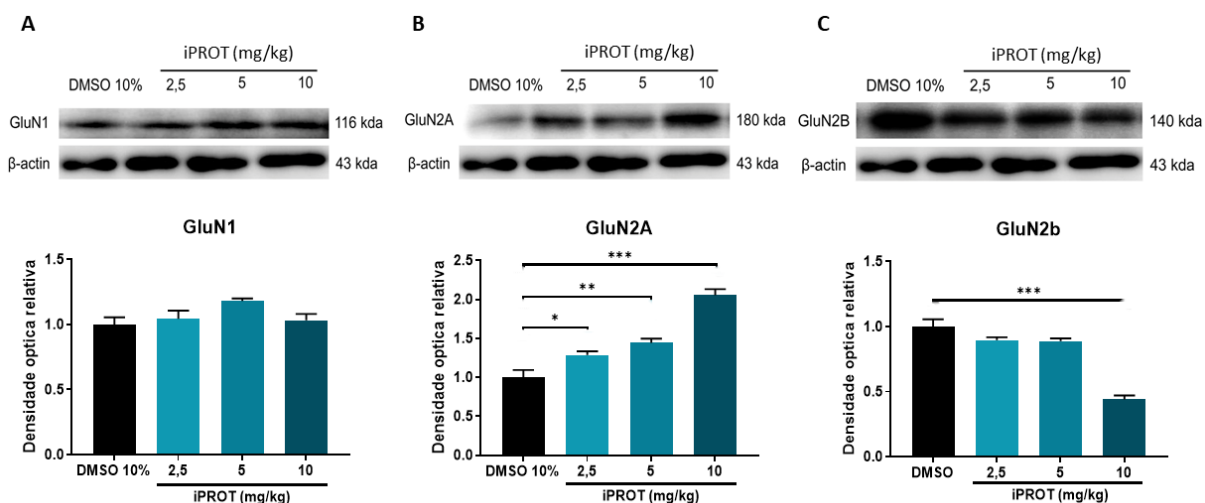 A
iPROT (mg/kg)
DMSO 10% 2,5 5 10
GluN1 116 kda
β-actin 43 kda
GluN1
Densidade optica relativa
1.5
1.0
0.5
0.0
DMSO 10% 2,5 5 10
iPROT (mg/kg)
B
iPROT (mg/kg)
DMSO 10% 2,5 5 10
GluN2A 180 kda
β-actin 43 kda
GluN2A
Densidade optica relativa
2.5
2.0
1.5
1.0
0.5
0.0
***
**
*
DMSO 10% 2,5 5 10
iPROT (mg/kg)
C
iPROT (mg/kg)
DMSO 10% 2,5 5 10
GluN2B 140 kda
β-actin 43 kda
GluN2b
Densidade optica relativa
1.5
1.0
0.5
0.0
***
DMSO 2,5 5 10
iPROT (mg/kg)